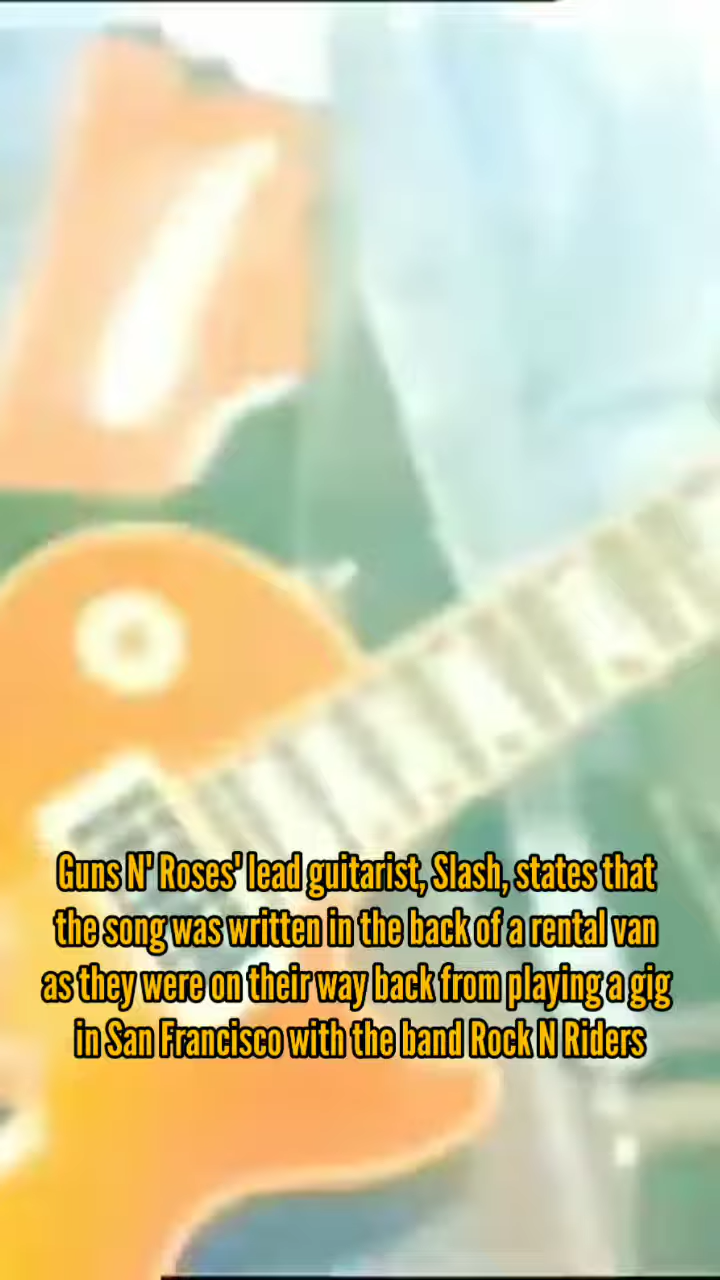 Guns N' Roses' lead guitarist, Slash, states that
the song was written in the back of a rental van
as they were on their way back from playing a gig
in San Francisco with the band Rock N Riders